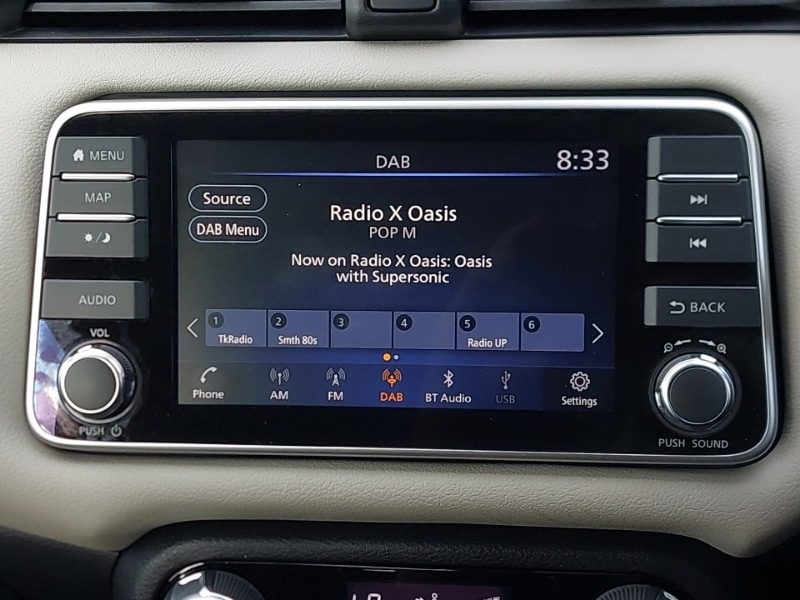 MENU
MAP
AUDIO
VOL
PUSH
DAB
8:33
Source
DAB Menu
Radio X Oasis
POP M
Now on Radio X Oasis: Oasis
with Supersonic
1 2 3 4 5 6
TkRadio Smth 80s Radio UP
Phone AM FM DAB BT Audio USB Settings
BACK
PUSH SOUND